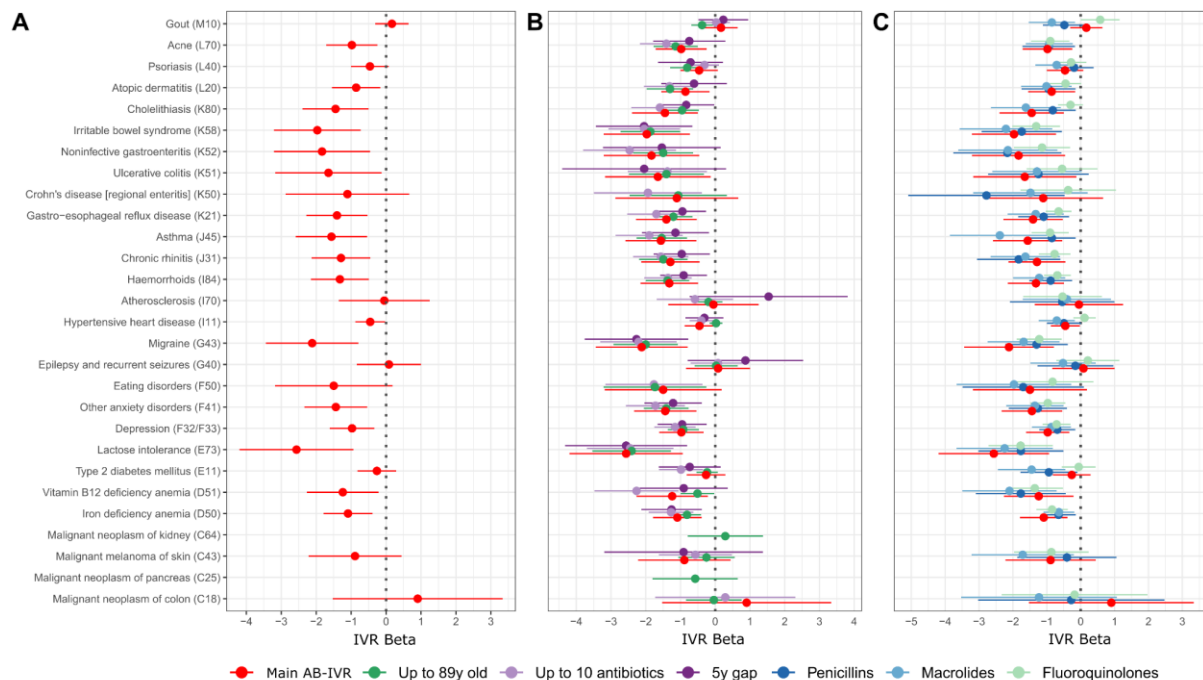 A
B
C
Gout (M10)
Acne (L70)
Psoriasis (L40)
Atopic dermatitis (L20)
Cholelithiasis (K80)
Irritable bowel syndrome (K58)
Noninfective gastroenteritis (K52)
Ulcerative colitis (K51)
Crohn's disease [regional enteritis] (K50)
Gastro-esophageal reflux disease (K21)
Asthma (J45)
Chronic rhinitis (J31)
Haemorrhoids (I84)
Atherosclerosis (I70)
Hypertensive heart disease (I11)
Migraine (G43)
Epilepsy and recurrent seizures (G40)
Eating disorders (F50)
Other anxiety disorders (F41)
Depression (F32/F33)
Lactose intolerance (E73)
Type 2 diabetes mellitus (E11)
Vitamin B12 deficiency anemia (D51)
Iron deficiency anemia (D50)
Malignant neoplasm of kidney (C64)
Malignant melanoma of skin (C43)
Malignant neoplasm of pancreas (C25)
Malignant neoplasm of colon (C18)
−4 −3 −2 −1 0 1 2 3
−5 −4 −3 −2 −1 0 1 2 3 4
−5 −4 −3 −2 −1 0 1 2 3
IVR Beta
IVR Beta
IVR Beta
Main AB-IVR Up to 89y old Up to 10 antibiotics 5y gap Penicillins Macrolides Fluoroquinolones